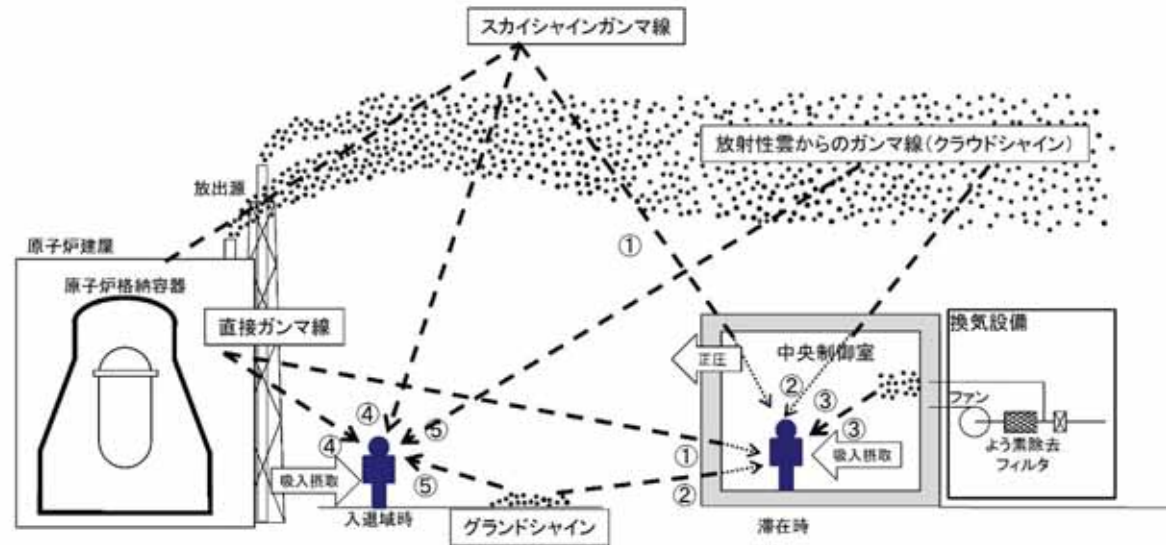 スカイシャインガンマ線
放射性雲からのガンマ線(クラウドシャイン)
放出源
①
原子炉建屋
原子炉格納容器
直接ガンマ線
換気設備
中央制御室
正圧
②
③
④
⑤
④
①
③
ファン
よう素除去
フィルタ
吸入摂取
吸入摂取
⑤
②
入退域時
グランドシャイン
滞在時